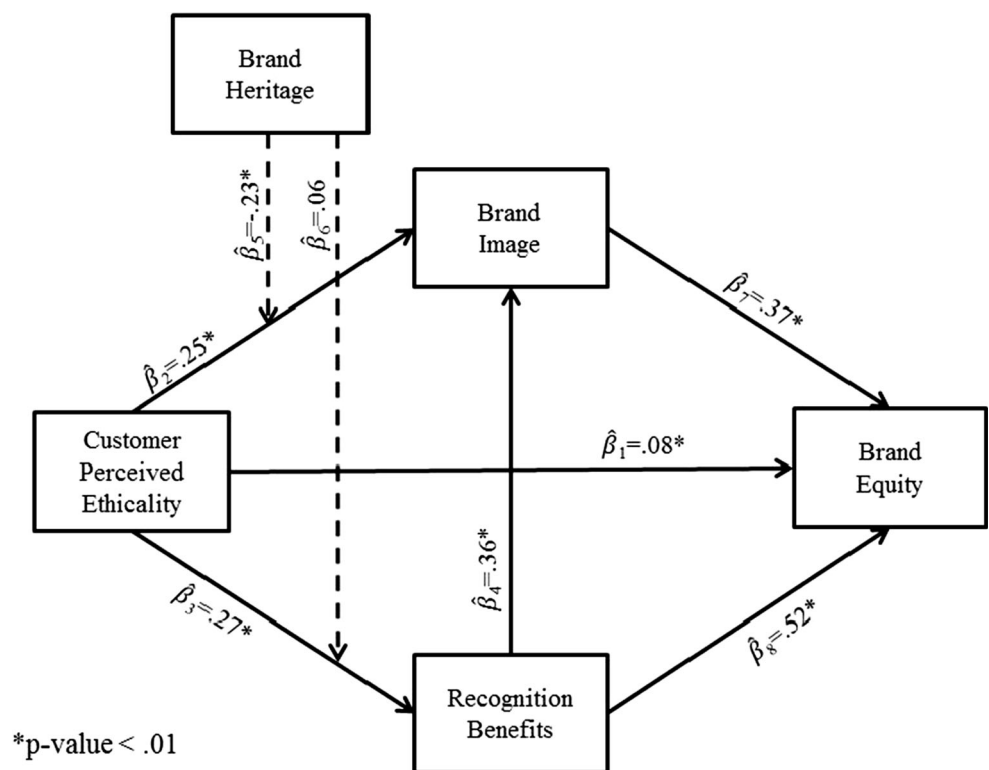 Brand
Heritage
β̂₅=-.23*
β̂₆=.06
Brand
Image
β̂₂=.25*
β̂₇=.37*
Customer
Perceived
Ethicality
β̂₁=.08*
Brand
Equity
β̂₃=.27*
β̂₄=.36*
β̂₈=.52*
Recognition
Benefits
*p-value < .01